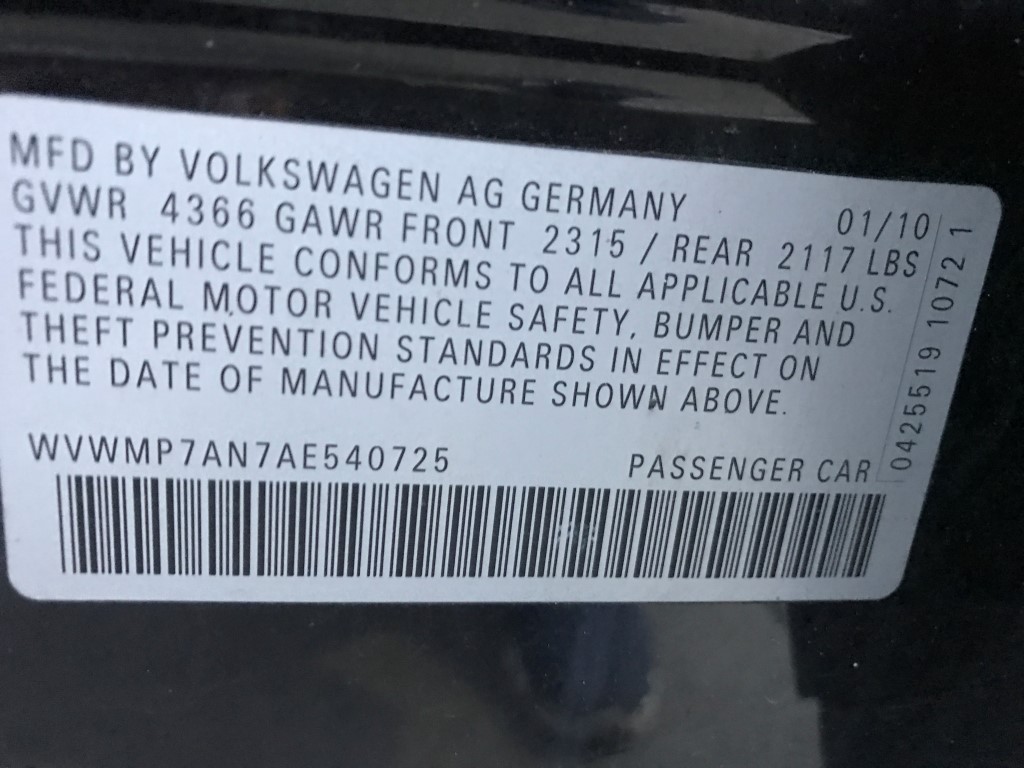 MFD BY VOLKSWAGEN AG GERMANY 01/10
GVWR 4366 GAWR FRONT 2315 / REAR 2117 LBS
THIS VEHICLE CONFORMS TO ALL APPLICABLE U.S.
FEDERAL MOTOR VEHICLE SAFETY, BUMPER AND
THEFT PREVENTION STANDARDS IN EFFECT ON
THE DATE OF MANUFACTURE SHOWN ABOVE.
WVWMP7AN7AE540725 PASSENGER CAR
0425519 1072 1